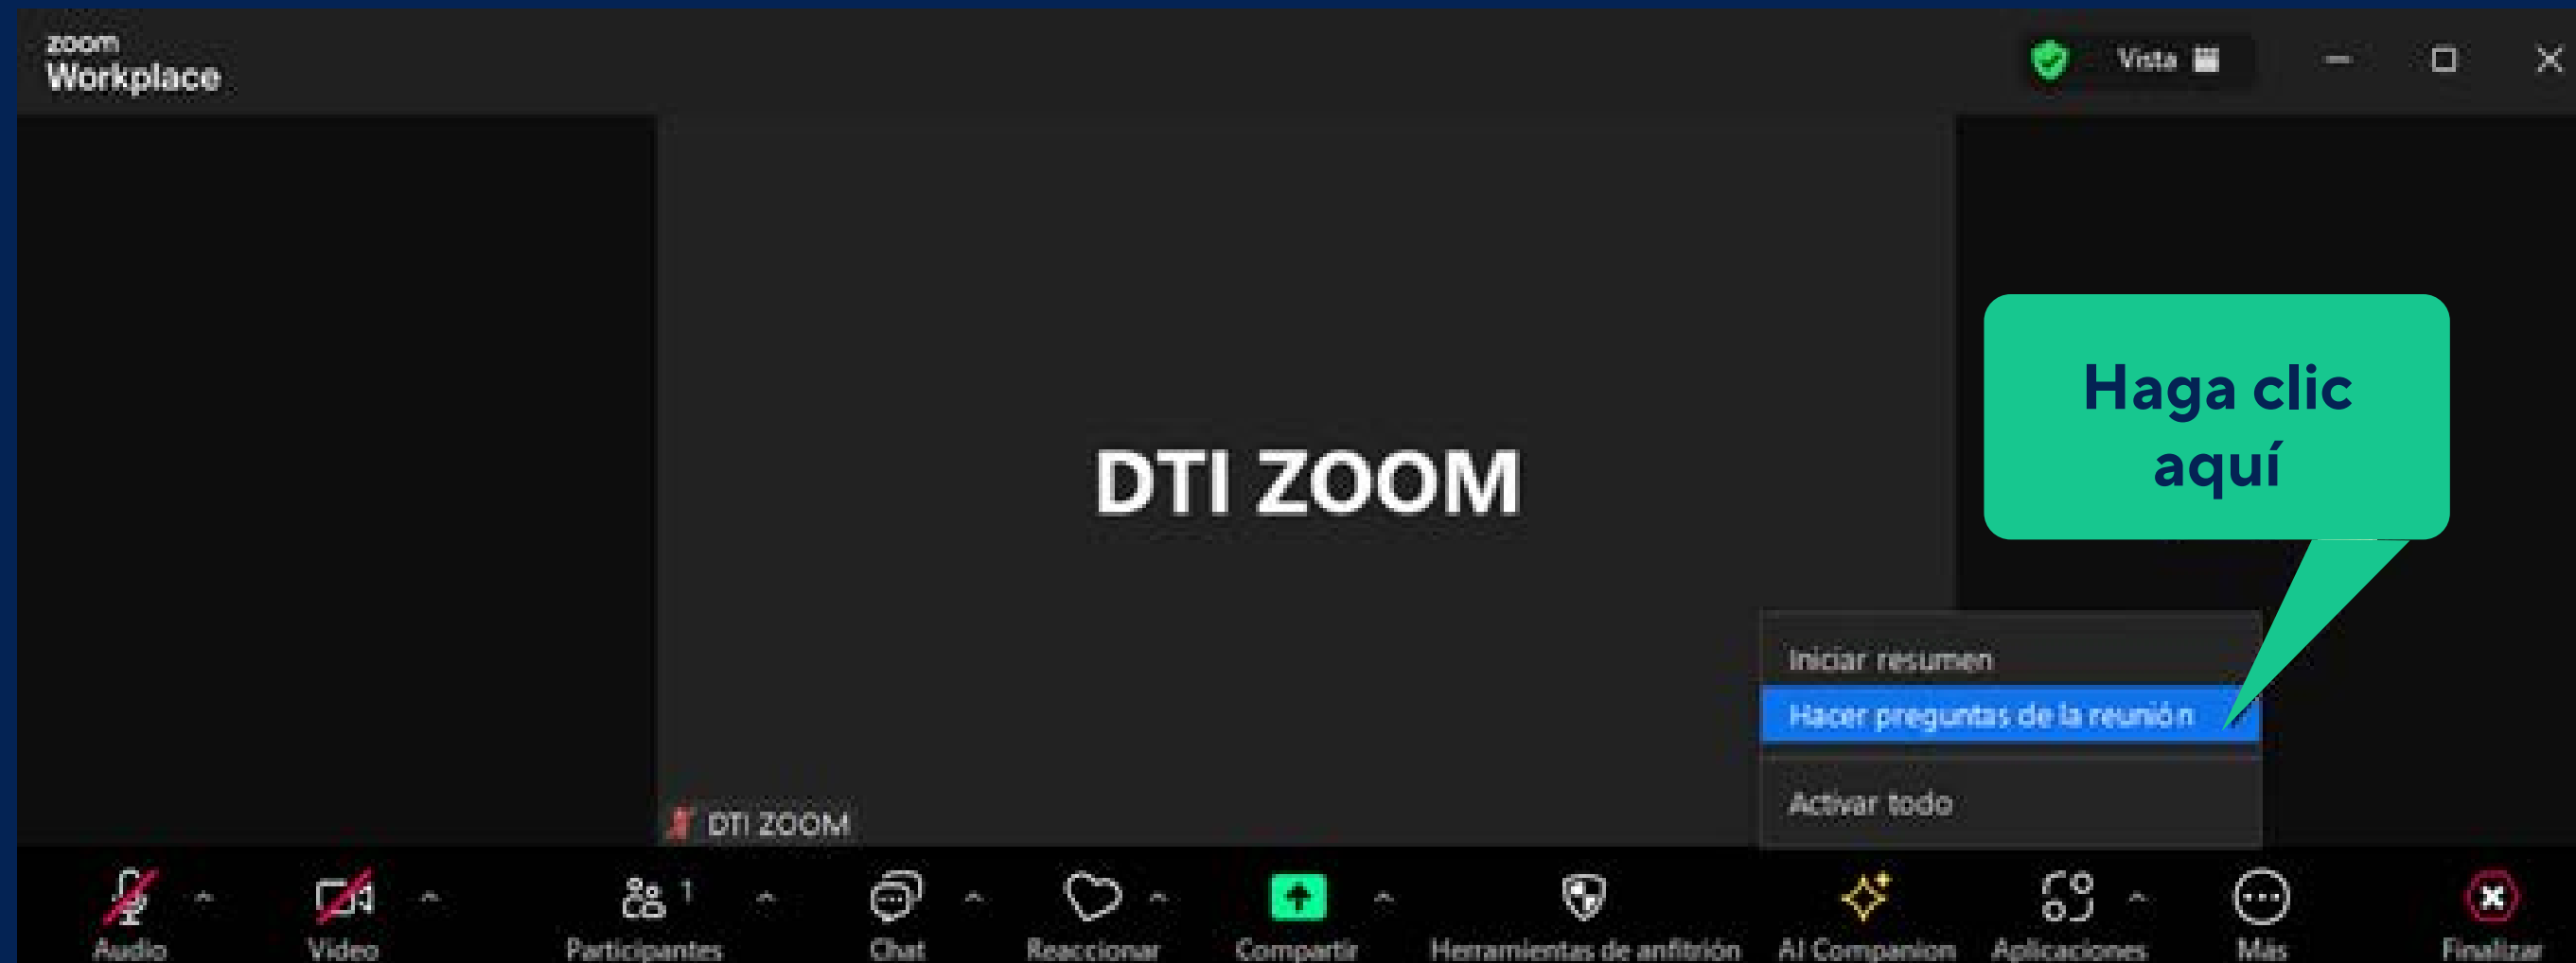 zoom
Workplace
Vista
Haga clic
aquí
DTI ZOOM
Iniciar resumen
Hacer preguntas de la reunión
Activar todo
DTI ZOOM
1
Audio
Video
Participantes
Chat
Reaccionar
Compartir
Herramientas de anfitrión
AI Companion
Aplicaciones
Más
Finalizar